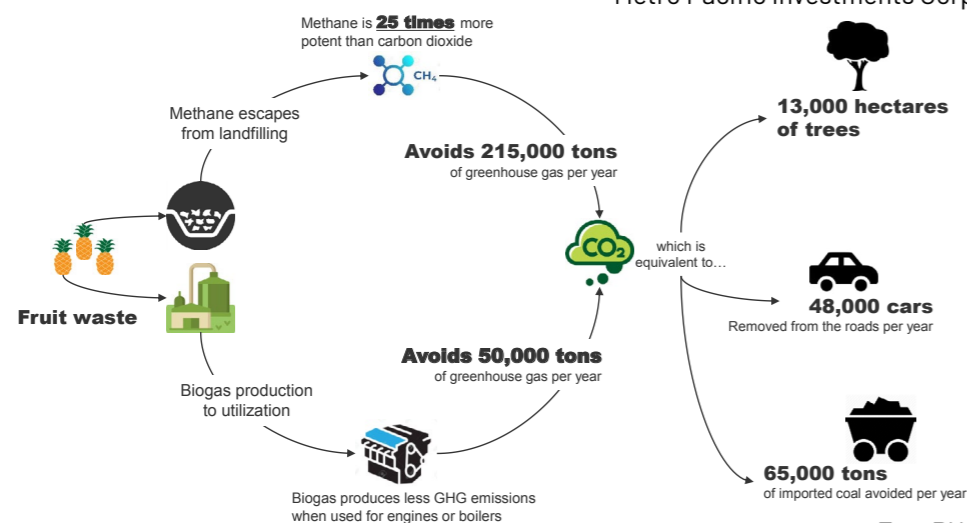 Metro Pacific Investments Corp
Methane is 25 times more
potent than carbon dioxide
CH₄
Methane escapes
from landfilling
Avoids 215,000 tons
of greenhouse gas per year
Fruit waste
CO₂
which is
equivalent to…
13,000 hectares
of trees
48,000 cars
Removed from the roads per year
Avoids 50,000 tons
of greenhouse gas per year
Biogas production
to utilization
Biogas produces less GHG emissions
when used for engines or boilers
65,000 tons
of imported coal avoided per year